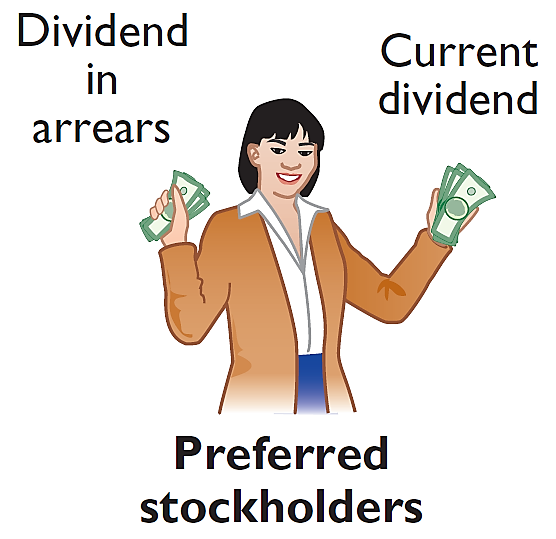 Dividend
in
arrears
Current
dividend
Preferred
stockholders